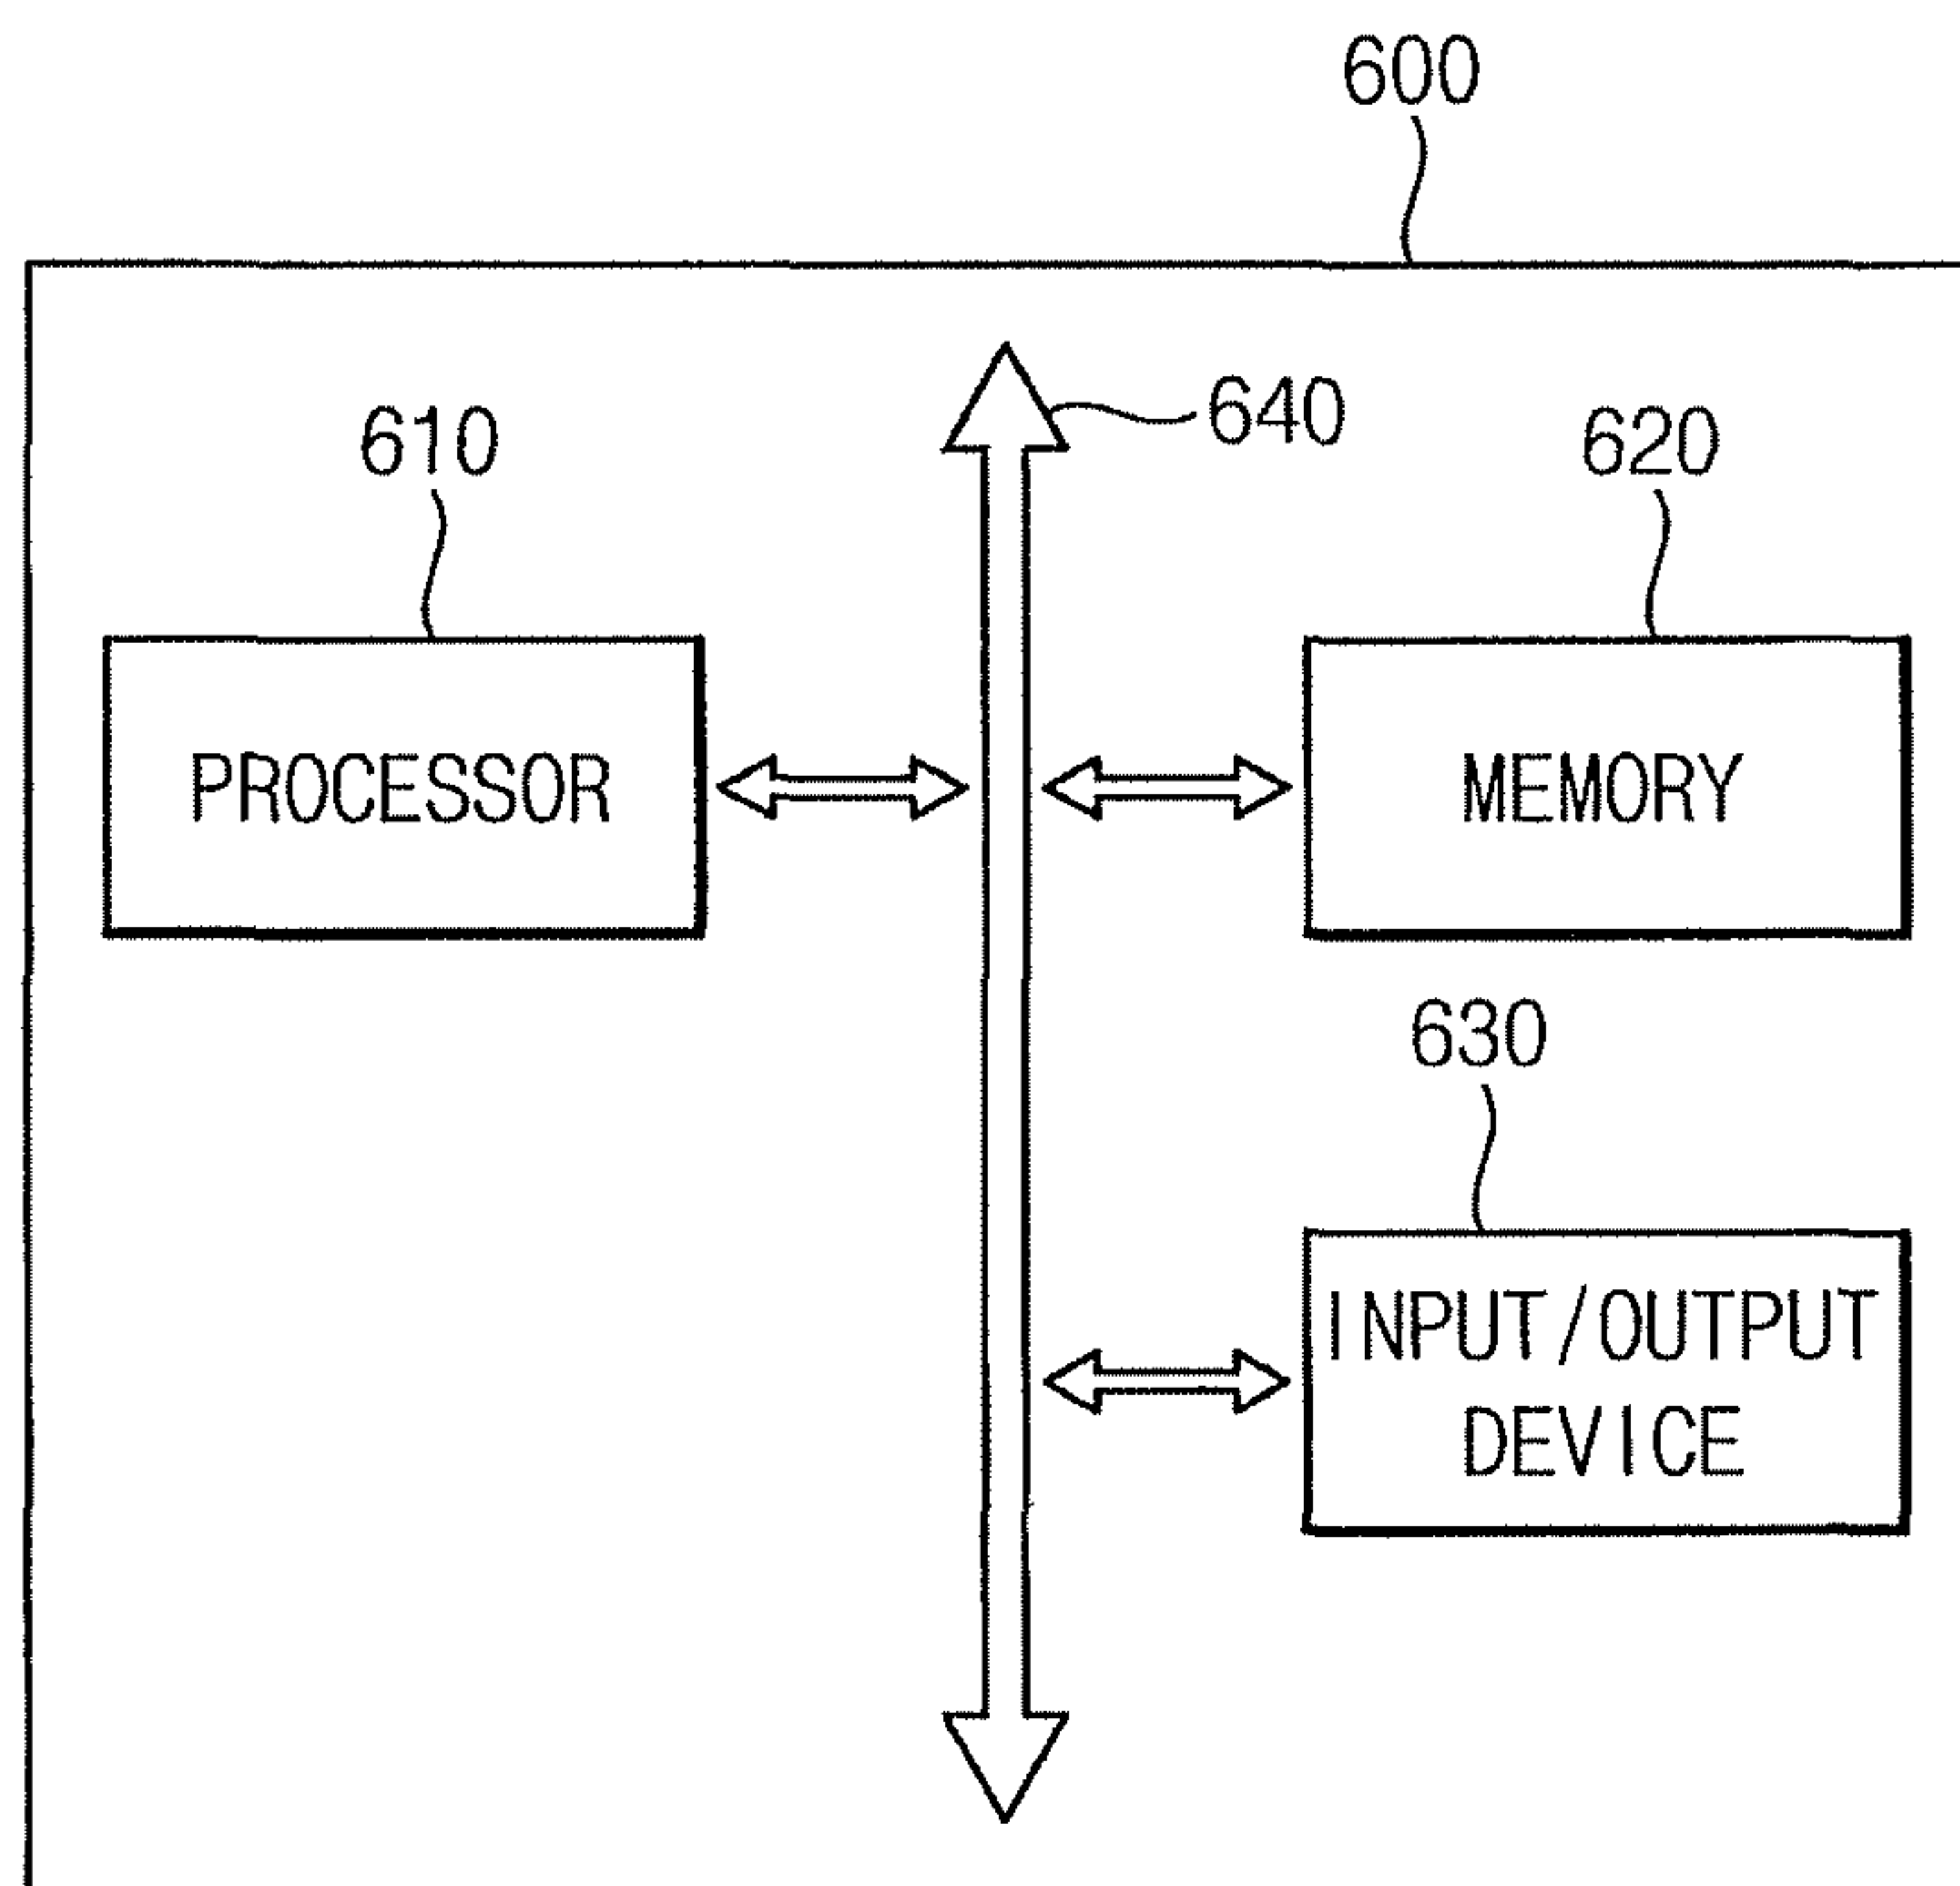 600
640
610
620
PROCESSOR
MEMORY
630
INPUT/OUTPUT
DEVICE